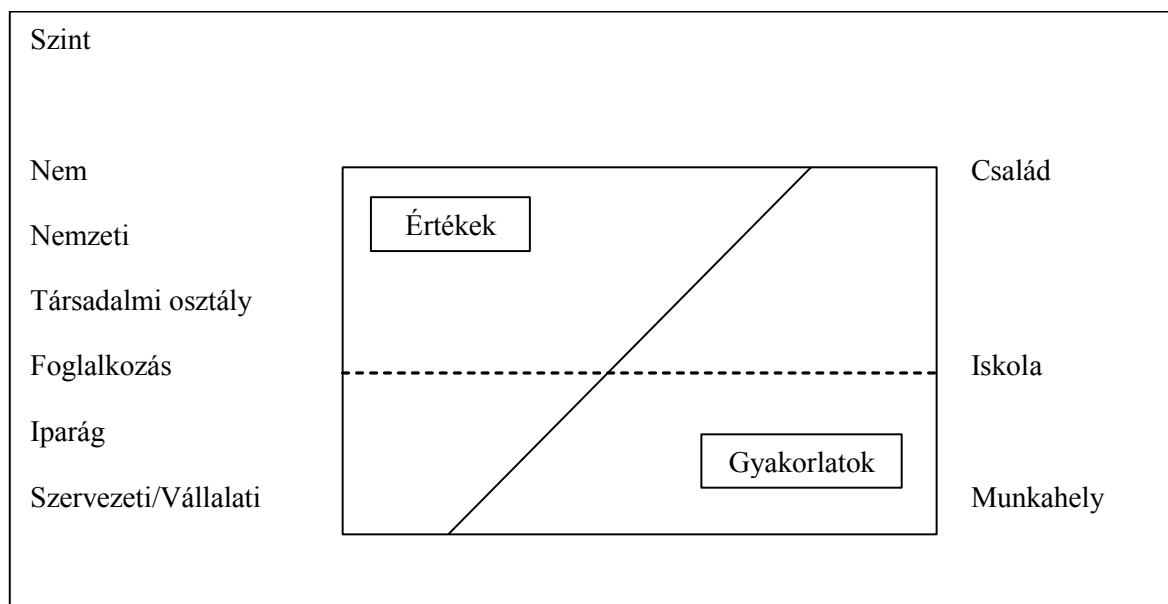 Szint
Nem
Család
Értékek
Nemzeti
Társadalmi osztály
Foglalkozás
Iskola
Iparág
Gyakorlatok
Szervezeti/Vállalati
Munkahely